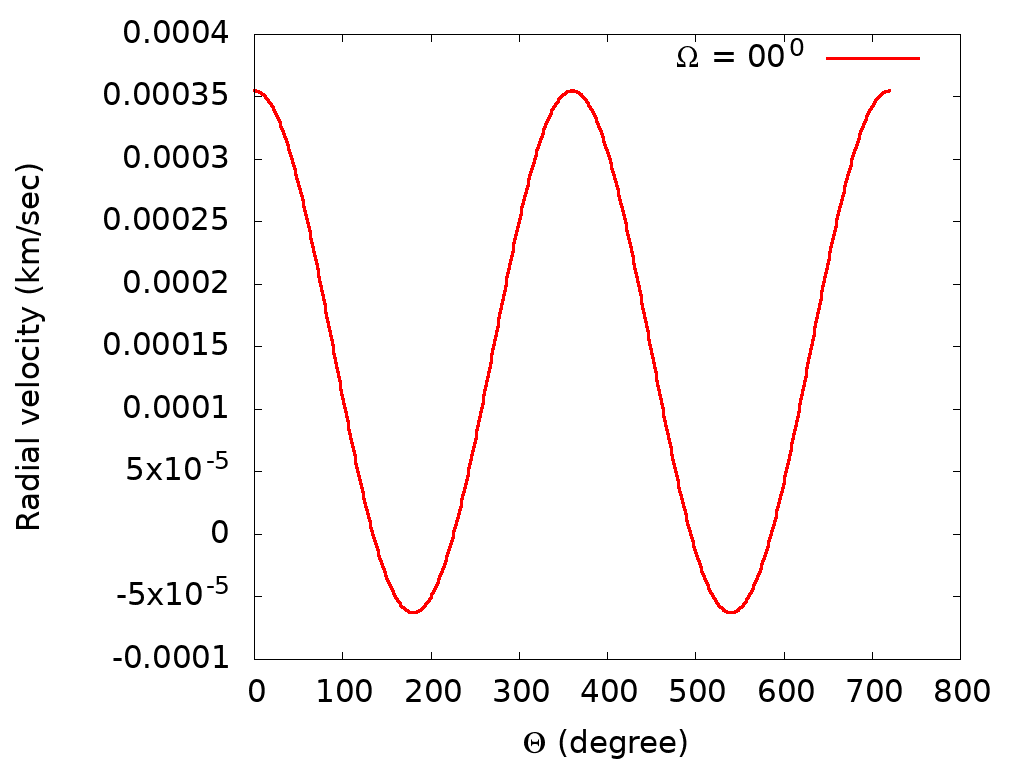 0.0004
Ω = 00⁰
0.00035
0.0003
0.00025
0.0002
0.00015
0.0001
5x10⁻⁵
0
-5x10⁻⁵
-0.0001
Radial velocity (km/sec)
0 100 200 300 400 500 600 700 800
Θ (degree)